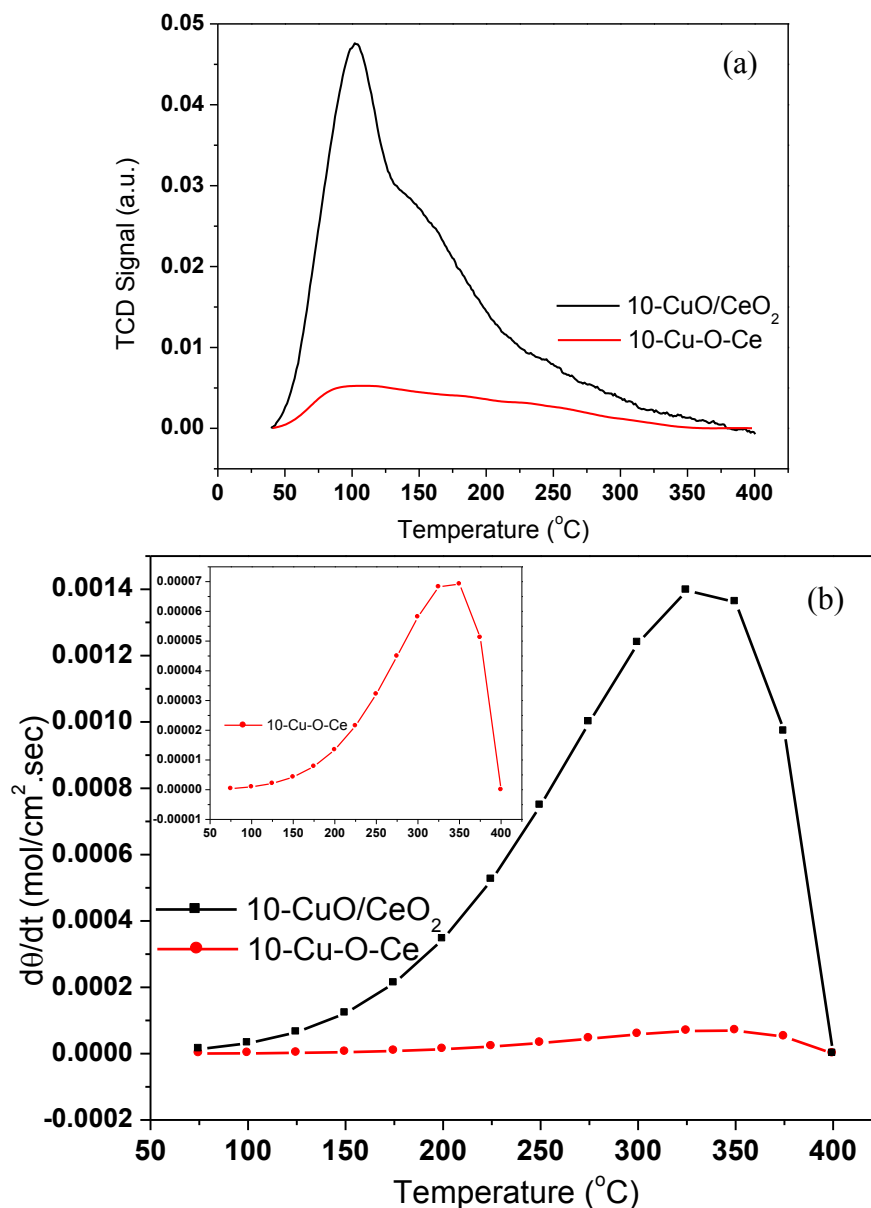 (a)
0.05
0.04
0.03
0.02
0.01
0.00
TCD Signal (a.u.)
10-CuO/CeO₂
10-Cu-O-Ce
0 50 100 150 200 250 300 350 400
Temperature (°C)
(b)
0.0014
0.0012
0.0010
0.0008
0.0006
0.0004
0.0002
0.0000
-0.0002
dθ/dt (mol/cm².sec)
0.00007
0.00006
0.00005
0.00004
0.00003
0.00002
0.00001
0.00000
-0.00001
10-Cu-O-Ce
50 100 150 200 250 300 350 400
10-CuO/CeO₂
10-Cu-O-Ce
50 100 150 200 250 300 350 400
Temperature (°C)